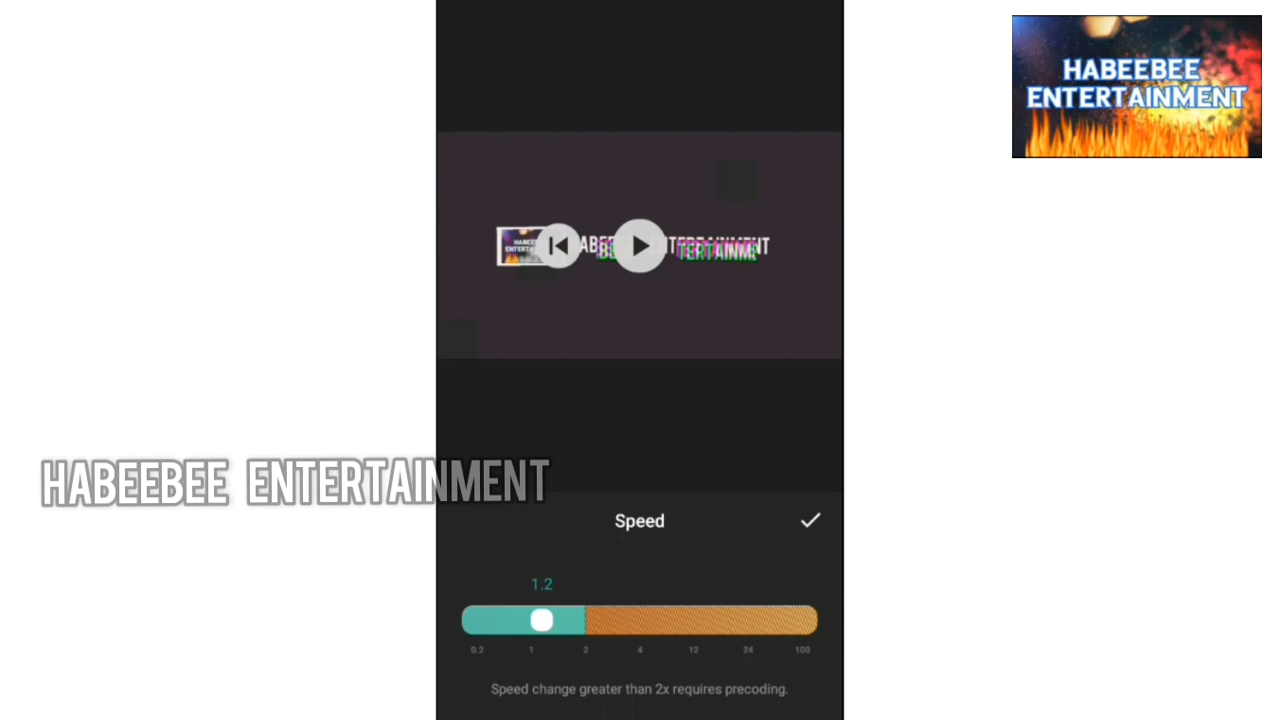 HABEEBEE
ENTERTAINMENT
HABEEBEE ENTERTAINMENT
Speed
1.2
0.2 1 2 4 12 24 100
Speed change greater than 2x requires precoding.